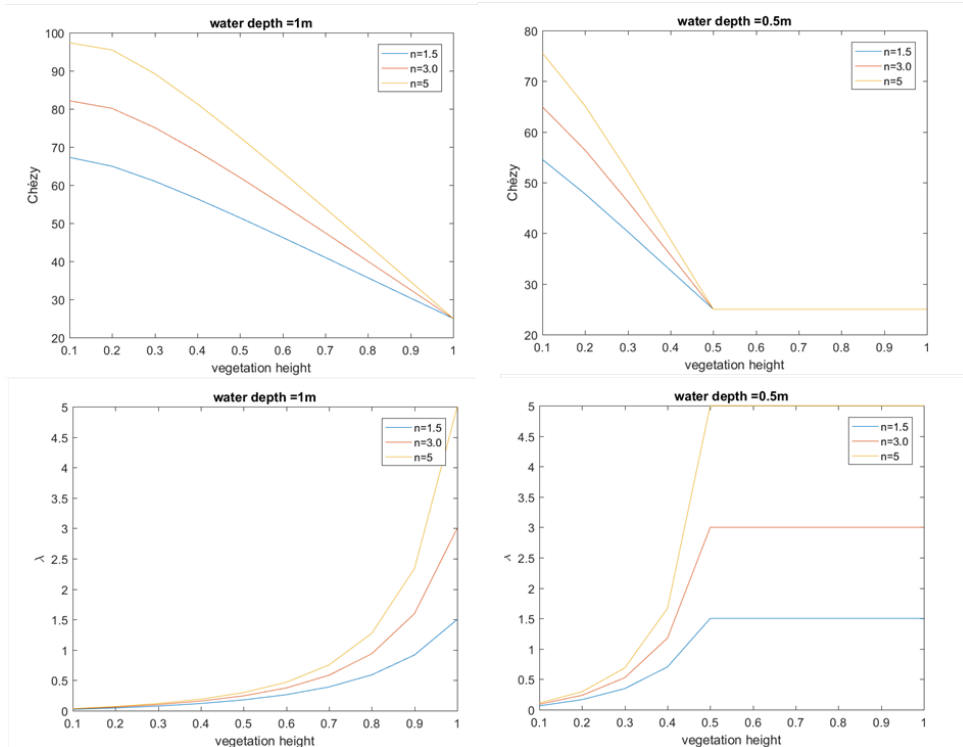 water depth =1m
100
90
80
70
60
50
40
30
20
Chézy
0.1 0.2 0.3 0.4 0.5 0.6 0.7 0.8 0.9 1
vegetation height
n=1.5
n=3.0
n=5
water depth =0.5m
80
70
60
50
40
30
20
Chézy
0.1 0.2 0.3 0.4 0.5 0.6 0.7 0.8 0.9 1
vegetation height
n=1.5
n=3.0
n=5
water depth =1m
5
4.5
4
3.5
3
2.5
2
1.5
1
0.5
0
λ
0.1 0.2 0.3 0.4 0.5 0.6 0.7 0.8 0.9 1
vegetation height
n=1.5
n=3.0
n=5
water depth =0.5m
5
4.5
4
3.5
3
2.5
2
1.5
1
0.5
0
λ
0.1 0.2 0.3 0.4 0.5 0.6 0.7 0.8 0.9 1
vegetation height
n=1.5
n=3.0
n=5